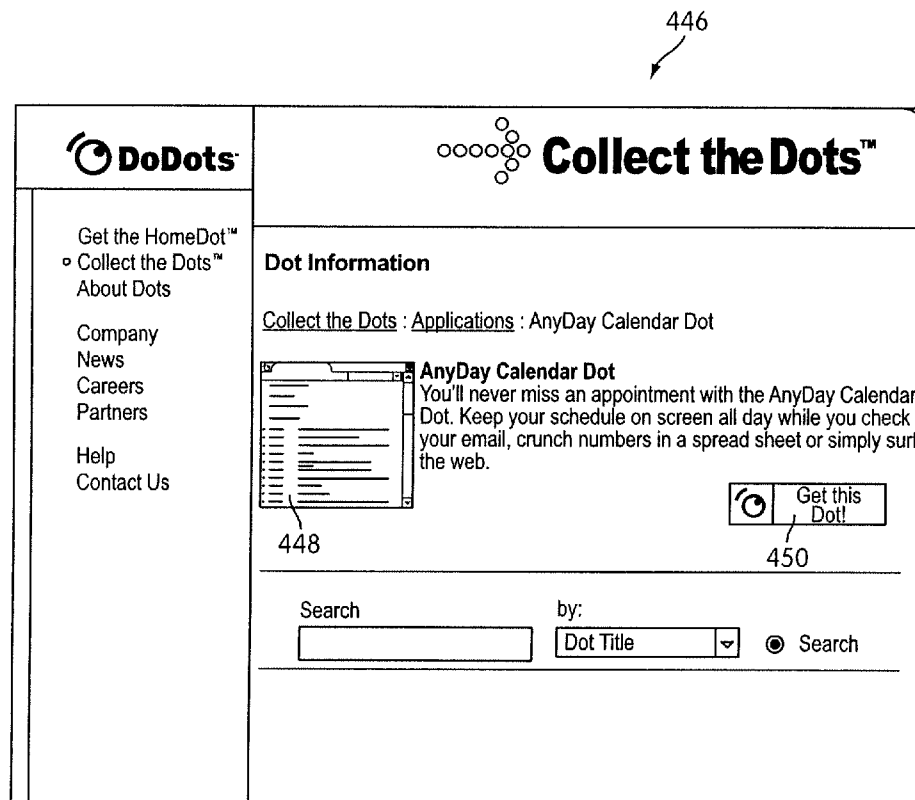 446
DoDots
Collect the Dots™
Get the HomeDot™
Collect the Dots™
About Dots
Company
News
Careers
Partners
Help
Contact Us
Dot Information
Collect the Dots : Applications : AnyDay Calendar Dot
AnyDay Calendar Dot
You'll never miss an appointment with the AnyDay Calendar
Dot. Keep your schedule on screen all day while you check
your email, crunch numbers in a spread sheet or simply surf
the web.
Get this
Dot!
448
450
Search
by:
Dot Title
Search